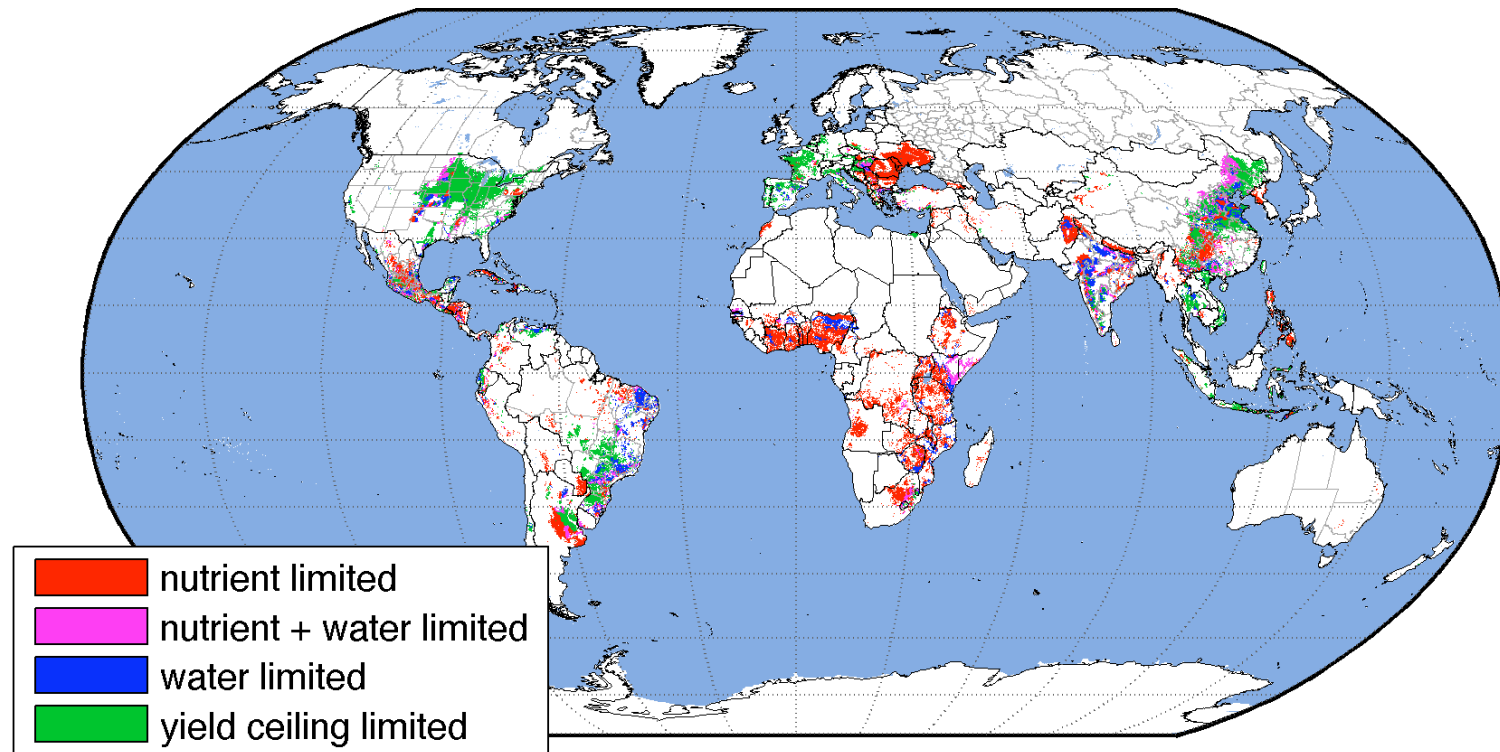 nutrient limited
nutrient + water limited
water limited
yield ceiling limited